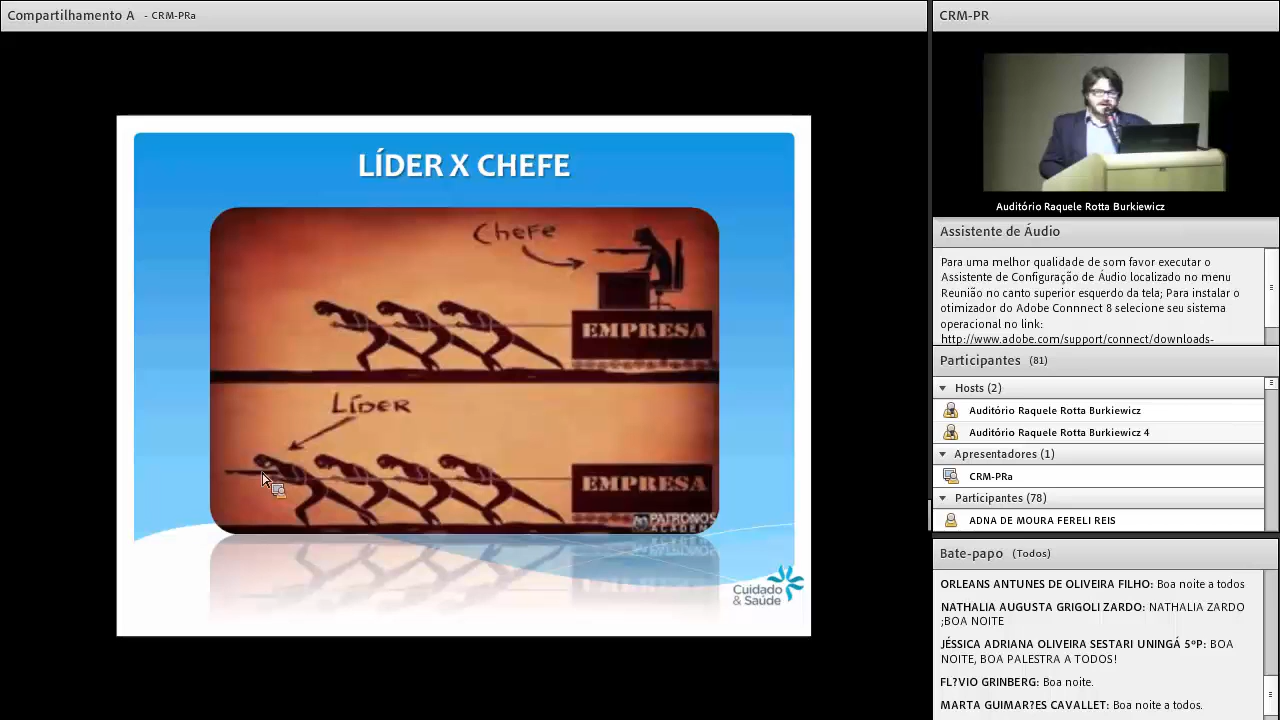 Compartilhamento A - CRM-PRa
LÍDER X CHEFE
Chefe
EMPRESA
LÍDER
EMPRESA
PATRONOS
Cuidado
& Saúde
CRM-PR
Auditório Raquele Rotta Burkiewicz
Assistente de Áudio
Para uma melhor qualidade de som favor executar o
Assistente de Configuração de Áudio localizado no menu
Reunião no canto superior esquerdo da tela; Para instalar o
otimizador do Adobe Connnect 8 selecione seu sistema
operacional no link:
http://www.adobe.com/support/connect/downloads-
Participantes (81)
Hosts (2)
Auditório Raquele Rotta Burkiewicz
Auditório Raquele Rotta Burkiewicz 4
Apresentadores (1)
CRM-PRa
Participantes (78)
ADNA DE MOURA FERELI REIS
Bate-papo (Todos)
ORLEANS ANTUNES DE OLIVEIRA FILHO: Boa noite a todos
NATHALIA AUGUSTA GRIGOLI ZARDO: NATHALIA ZARDO
;BOA NOITE
JÉSSICA ADRIANA OLIVEIRA SESTARI UNINGÁ 5ºP: BOA
NOITE, BOA PALESTRA A TODOS!
FL?VIO GRINBERG: Boa noite.
MARTA GUIMAR?ES CAVALLET: Boa noite a todos.